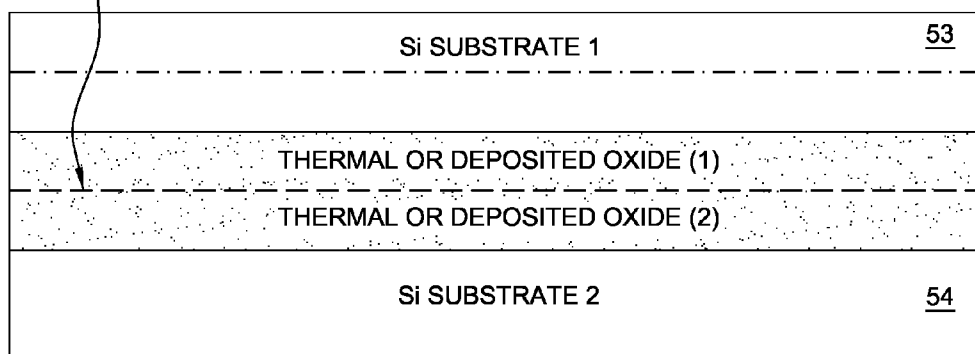 Si SUBSTRATE 1
53
THERMAL OR DEPOSITED OXIDE (1)
THERMAL OR DEPOSITED OXIDE (2)
Si SUBSTRATE 2
54